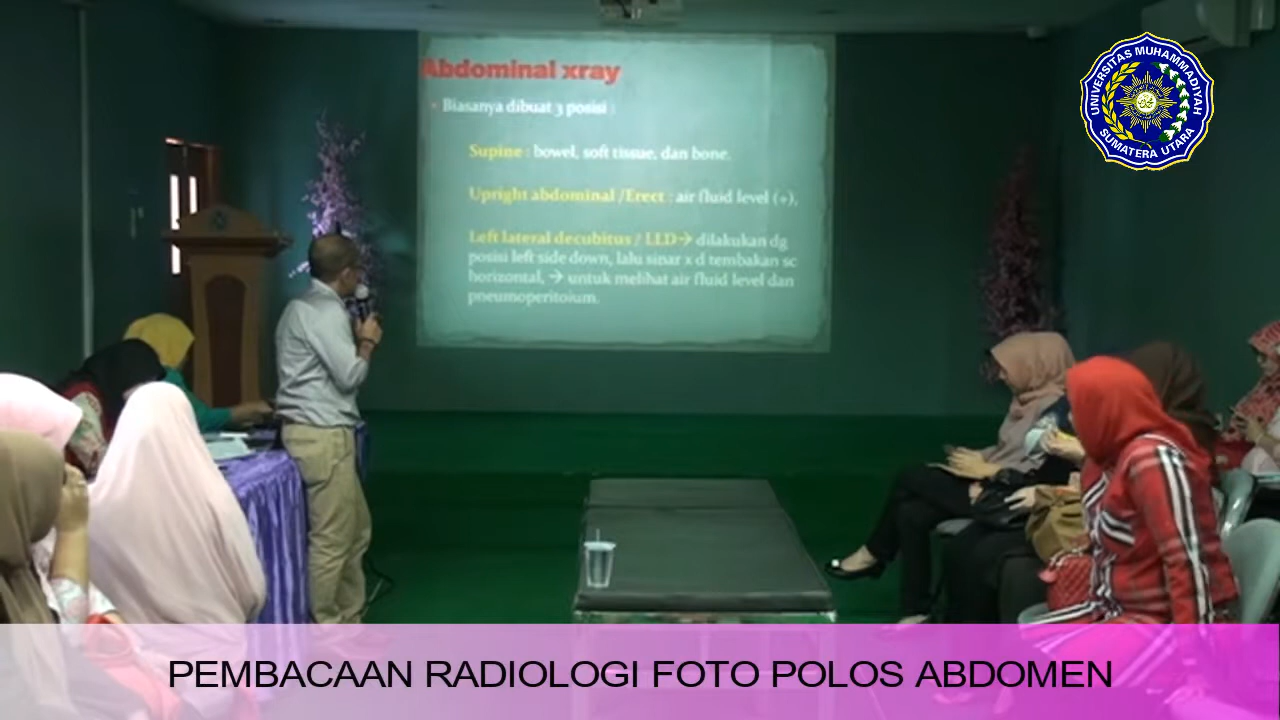 Abdominal xray
Biasanya dibuat 3 posisi :
Supine : bowel, soft tissue, dan bone.
Upright abdominal /Erect : air fluid level (+),
Left lateral decubitus / LLD→ dilakukan dg
posisi left side down, lalu sinar x d tembakan sc
horizontal, → untuk melihat air fluid level dan
pneumoperitoium.
UNIVERSITAS MUHAMMADIYAH
SUMATERA UTARA
PEMBACAAN RADIOLOGI FOTO POLOS ABDOMEN